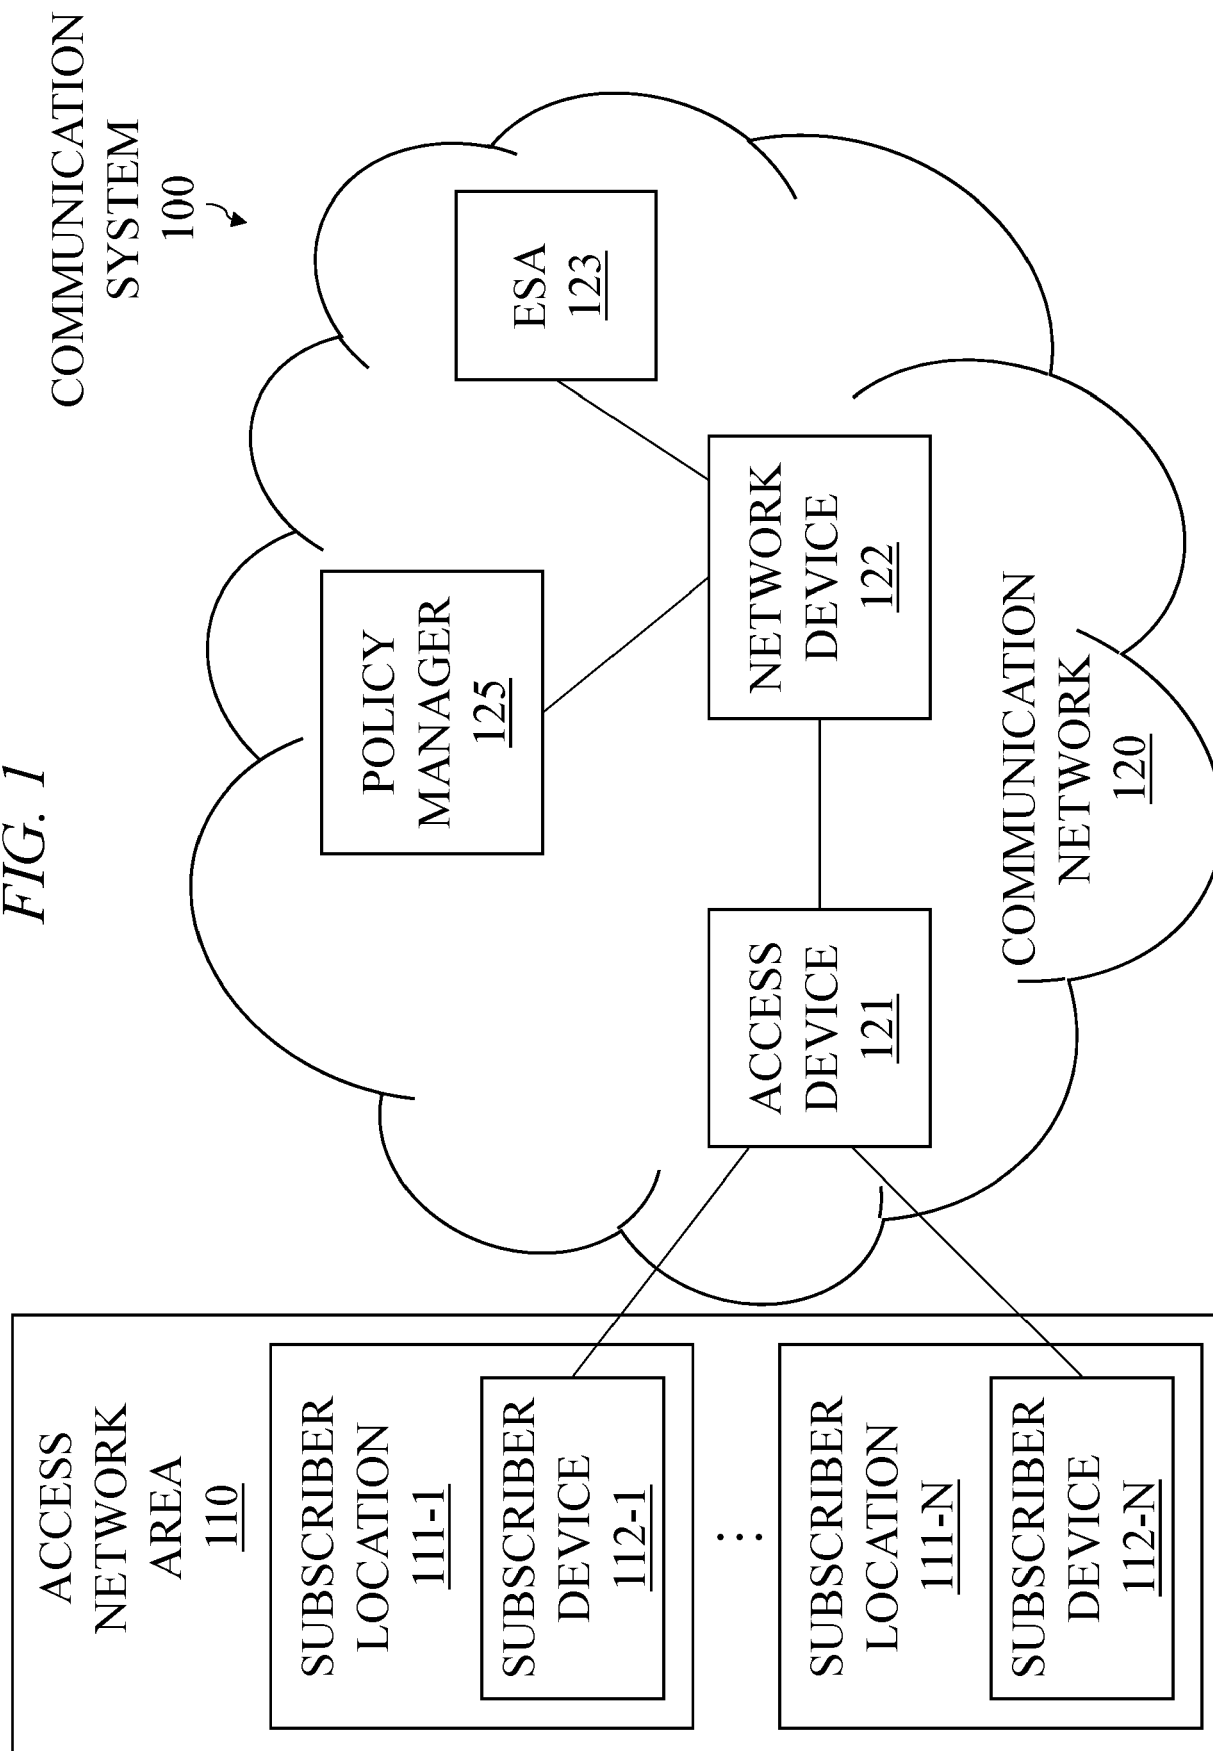 FIG. 1
COMMUNICATION
SYSTEM
100
ACCESS
NETWORK
AREA
110
SUBSCRIBER
LOCATION
111-1
SUBSCRIBER
DEVICE
112-1
...
SUBSCRIBER
LOCATION
111-N
SUBSCRIBER
DEVICE
112-N
POLICY
MANAGER
125
ESA
123
ACCESS
DEVICE
121
NETWORK
DEVICE
122
COMMUNICATION
NETWORK
120